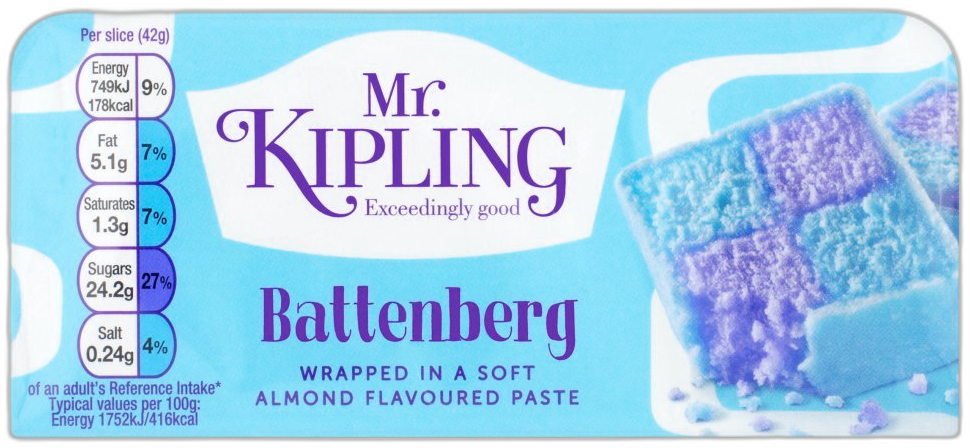 Per slice (42g)
Energy
749kJ
178kcal
9%
Fat
5.1g
7%
Saturates
1.3g
7%
Sugars
24.2g
27%
Salt
0.24g
4%
of an adult's Reference Intake*
Typical values per 100g:
Energy 1752kJ/416kcal
Mr.
KIPLING
Exceedingly good
Battenberg
WRAPPED IN A SOFT
ALMOND FLAVOURED PASTE